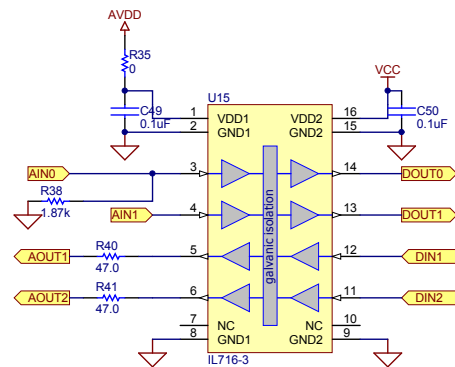 AVDD
R35
0
U15
VCC
C49
0.1uF
1
2
VDD1
GND1
VDD2
GND2
16
15
C50
0.1uF
AIN0
3
14
DOUT0
R38
1.87k
AIN1
4
13
DOUT1
galvanic isolation
AOUT1
R40
47.0
5
12
DIN1
AOUT2
R41
47.0
6
11
DIN2
7
8
NC
GND1
NC
GND2
10
9
IL716-3